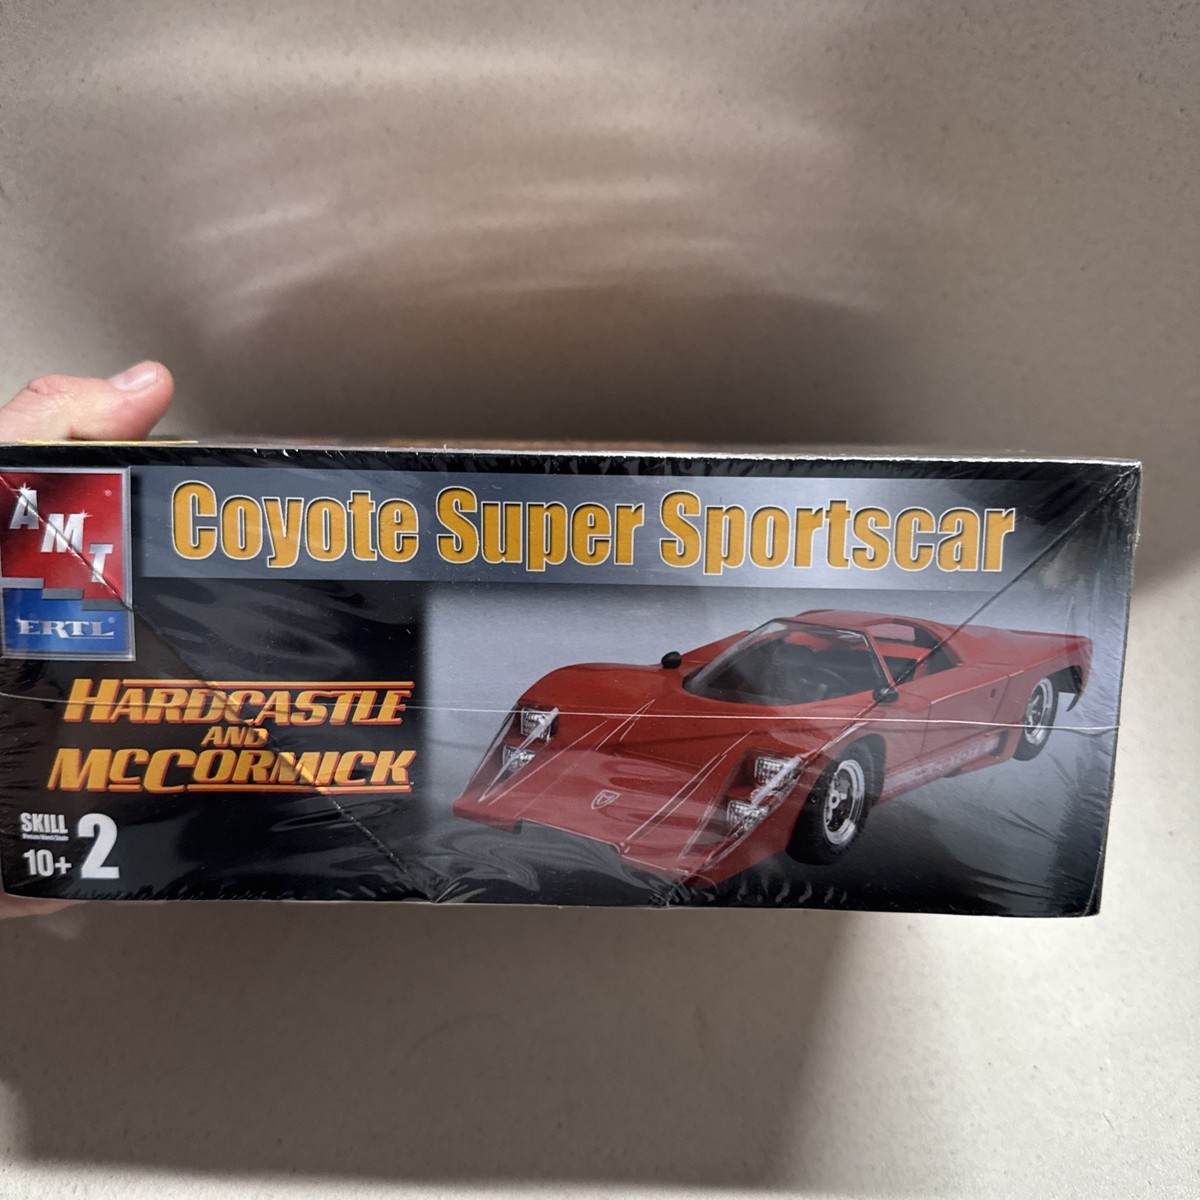 AMT
ERTL®
Coyote Super Sportscar
HARDCASTLE
AND
MCCORMICK
SKILL
2
10+